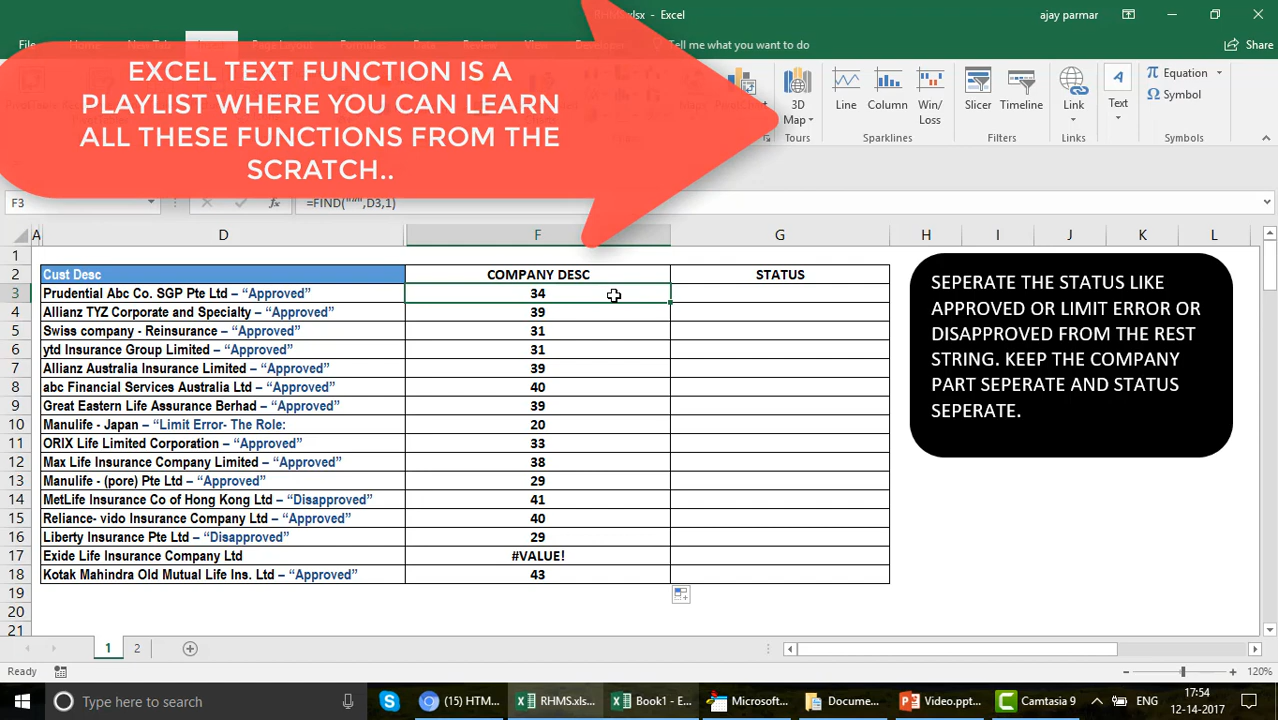 RHMS.xlsx - Excel
ajay parmar
File Home New Tab Insert Page Layout Formulas Data Review View Developer Tell me what you want to do
Share
EXCEL TEXT FUNCTION IS A
PLAYLIST WHERE YOU CAN LEARN
ALL THESE FUNCTIONS FROM THE
SCRATCH..
3D
Map
Line
Column
Win/
Loss
Slicer
Timeline
Link
Text
Equation
Symbol
Tours
Sparklines
Filters
Links
Symbols
F3
=FIND("“",D3,1)
A D F G H I J K L
1
2 Cust Desc COMPANY DESC STATUS
3 Prudential Abc Co. SGP Pte Ltd – “Approved” 34
4 Allianz TYZ Corporate and Specialty – “Approved” 39
5 Swiss company - Reinsurance – “Approved” 31
6 ytd Insurance Group Limited – “Approved” 31
7 Allianz Australia Insurance Limited – “Approved” 39
8 abc Financial Services Australia Ltd – “Approved” 40
9 Great Eastern Life Assurance Berhad – “Approved” 39
10 Manulife - Japan – “Limit Error- The Role: 20
11 ORIX Life Limited Corporation – “Approved” 33
12 Max Life Insurance Company Limited – “Approved” 38
13 Manulife - (pore) Pte Ltd – “Approved” 29
14 MetLife Insurance Co of Hong Kong Ltd – “Disapproved” 41
15 Reliance- vido Insurance Company Ltd – “Approved” 40
16 Liberty Insurance Pte Ltd – “Disapproved” 29
17 Exide Life Insurance Company Ltd #VALUE!
18 Kotak Mahindra Old Mutual Life Ins. Ltd – “Approved” 43
19
20
21
SEPERATE THE STATUS LIKE
APPROVED OR LIMIT ERROR OR
DISAPPROVED FROM THE REST
STRING. KEEP THE COMPANY
PART SEPERATE AND STATUS
SEPERATE.
1 2
Ready
120%
Type here to search
(15) HTM...
RHMS.xls...
Book1 - E...
Microsof...
Docume...
Video.ppt...
Camtasia 9
ENG
17:54
12-14-2017